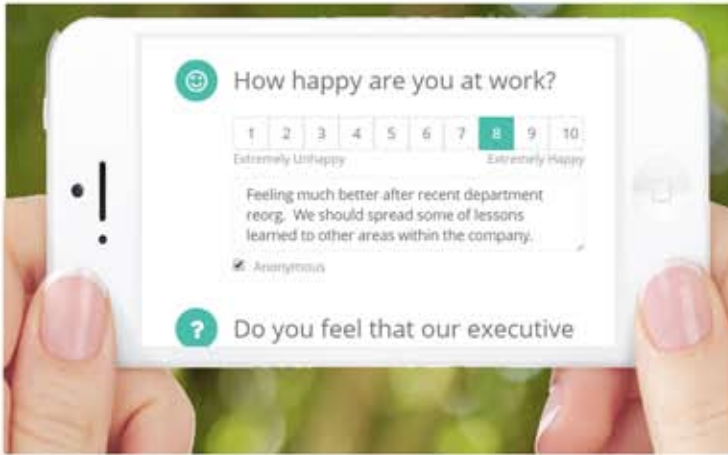 How happy are you at work?
1 2 3 4 5 6 7 8 9 10
Extremely Unhappy Extremely Happy
Feeling much better after recent department
reorg. We should spread some of lessons
learned to other areas within the company.
Anonymous
? Do you feel that our executive